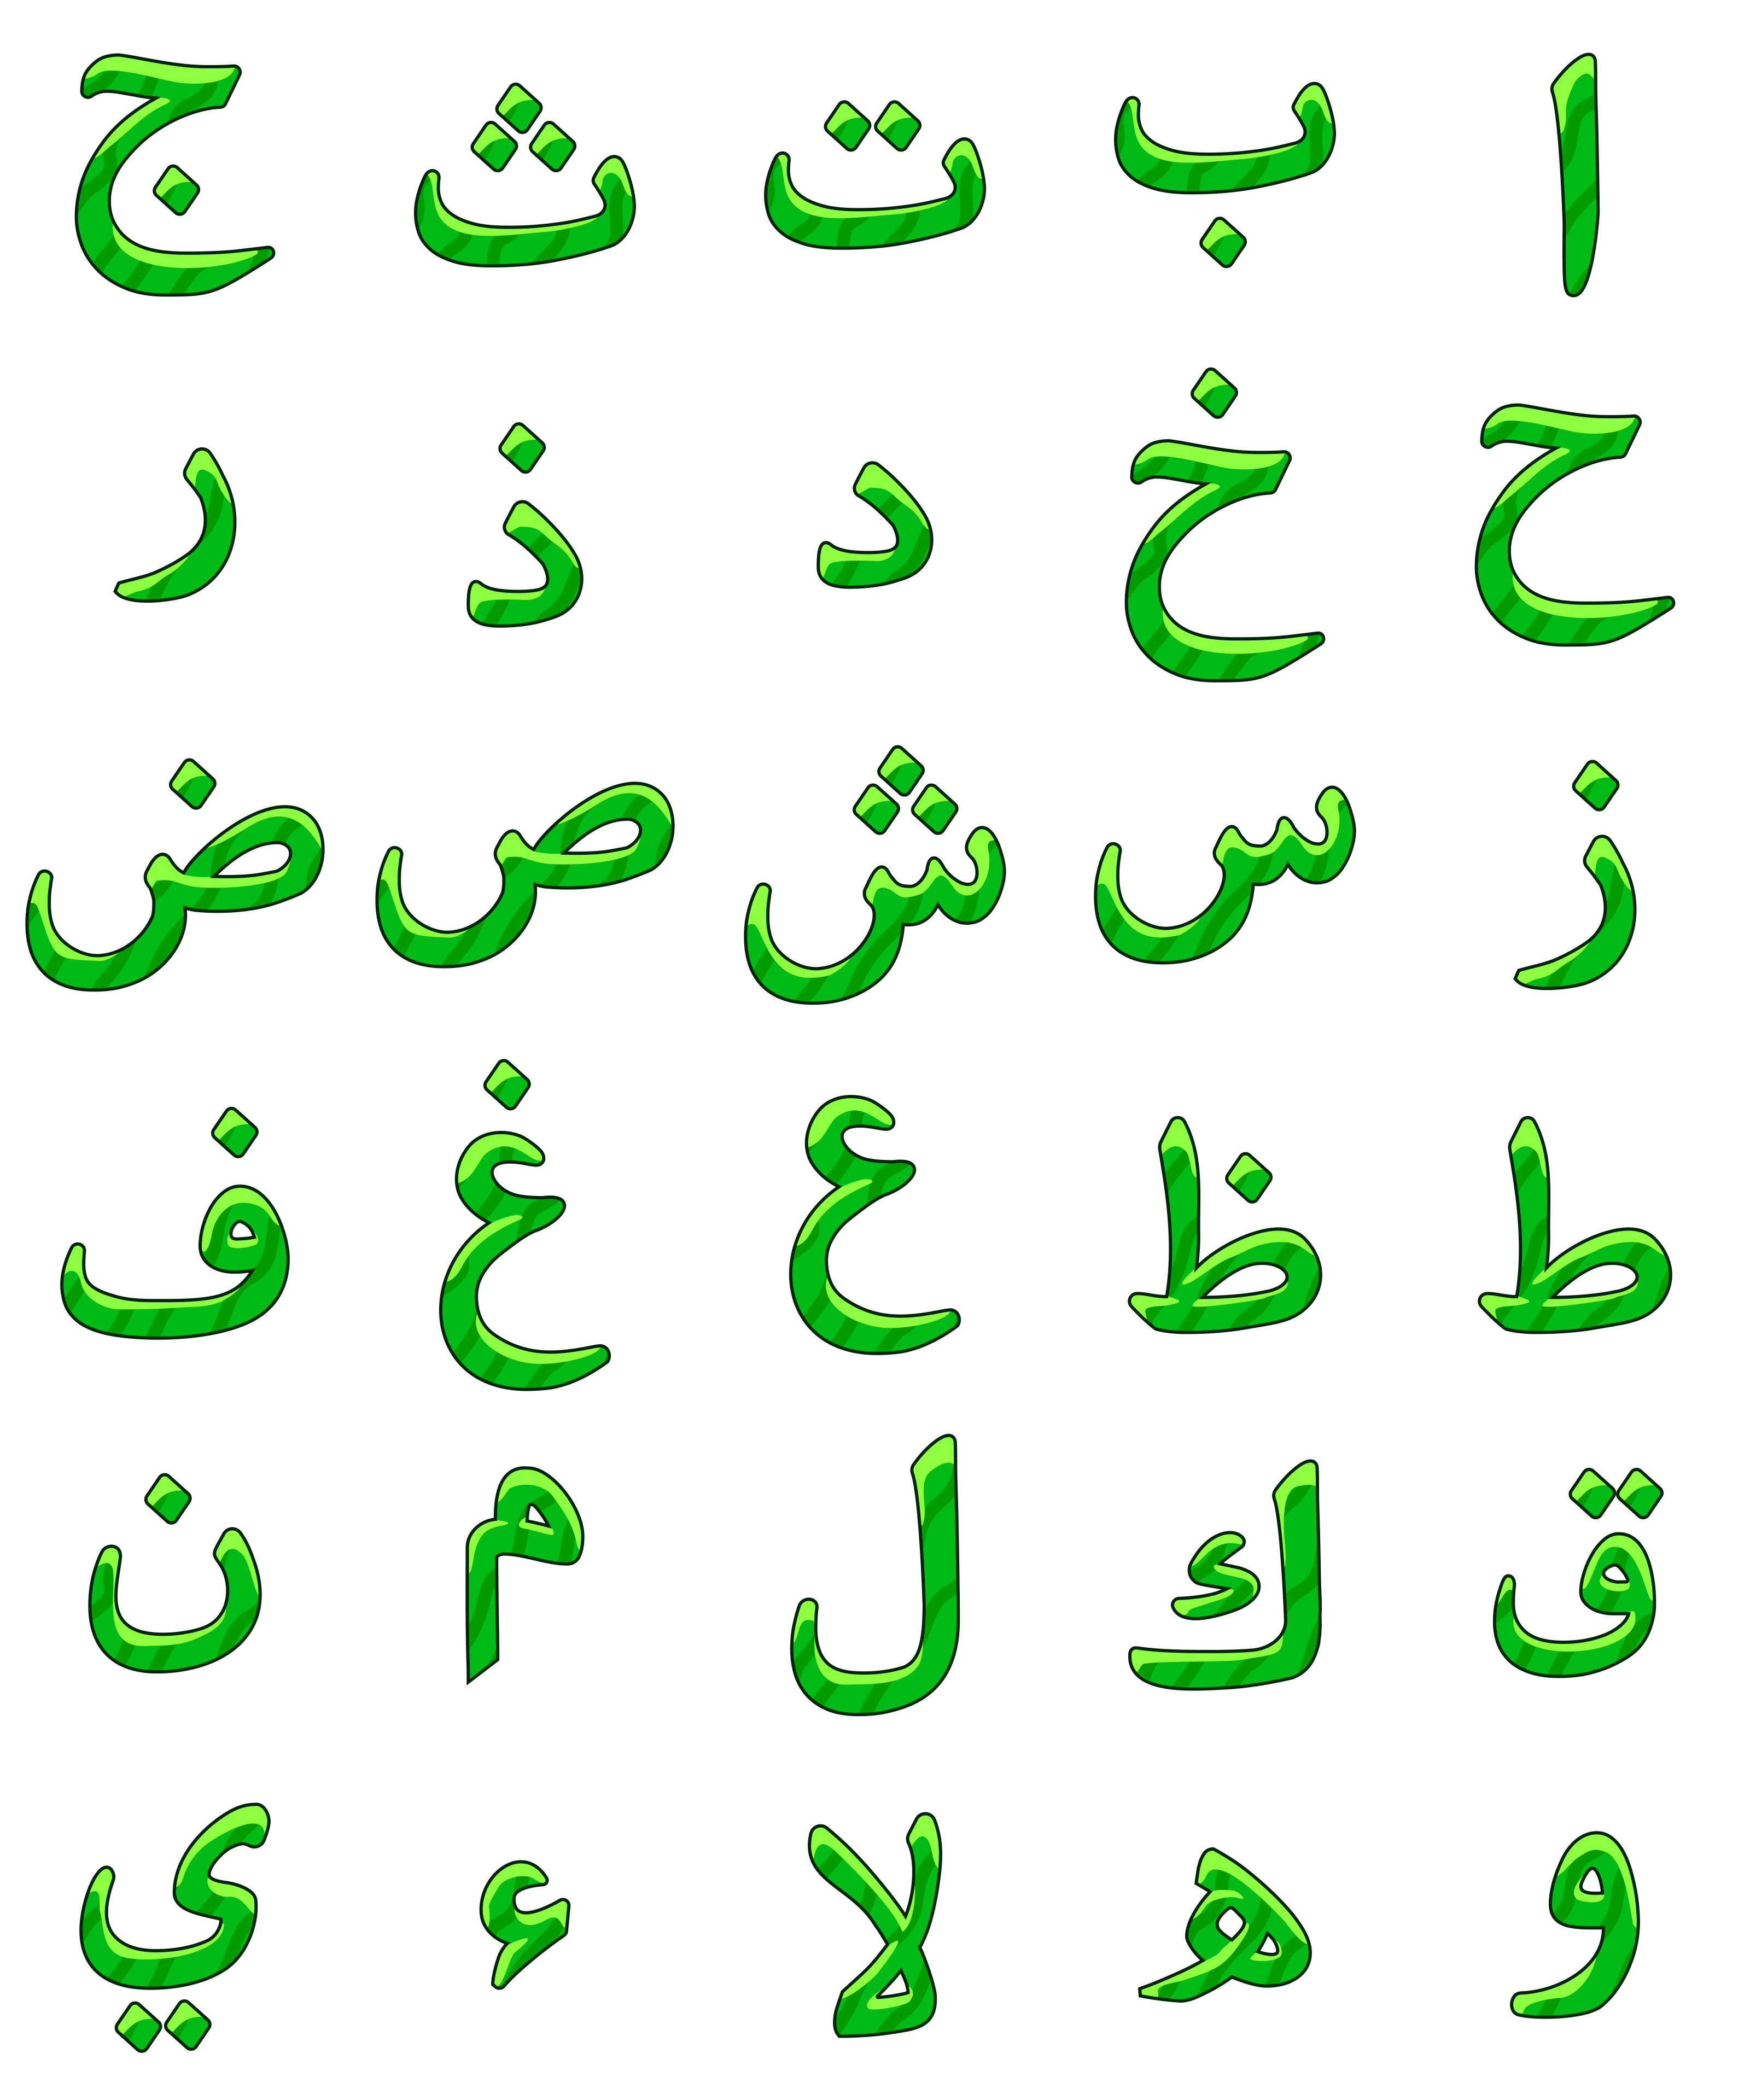 ا ب ت ث ج
ح خ د ذ ر
ز س ش ص ض
ط ظ ع غ ف
ق ك ل م ن
و ه لا ء ي